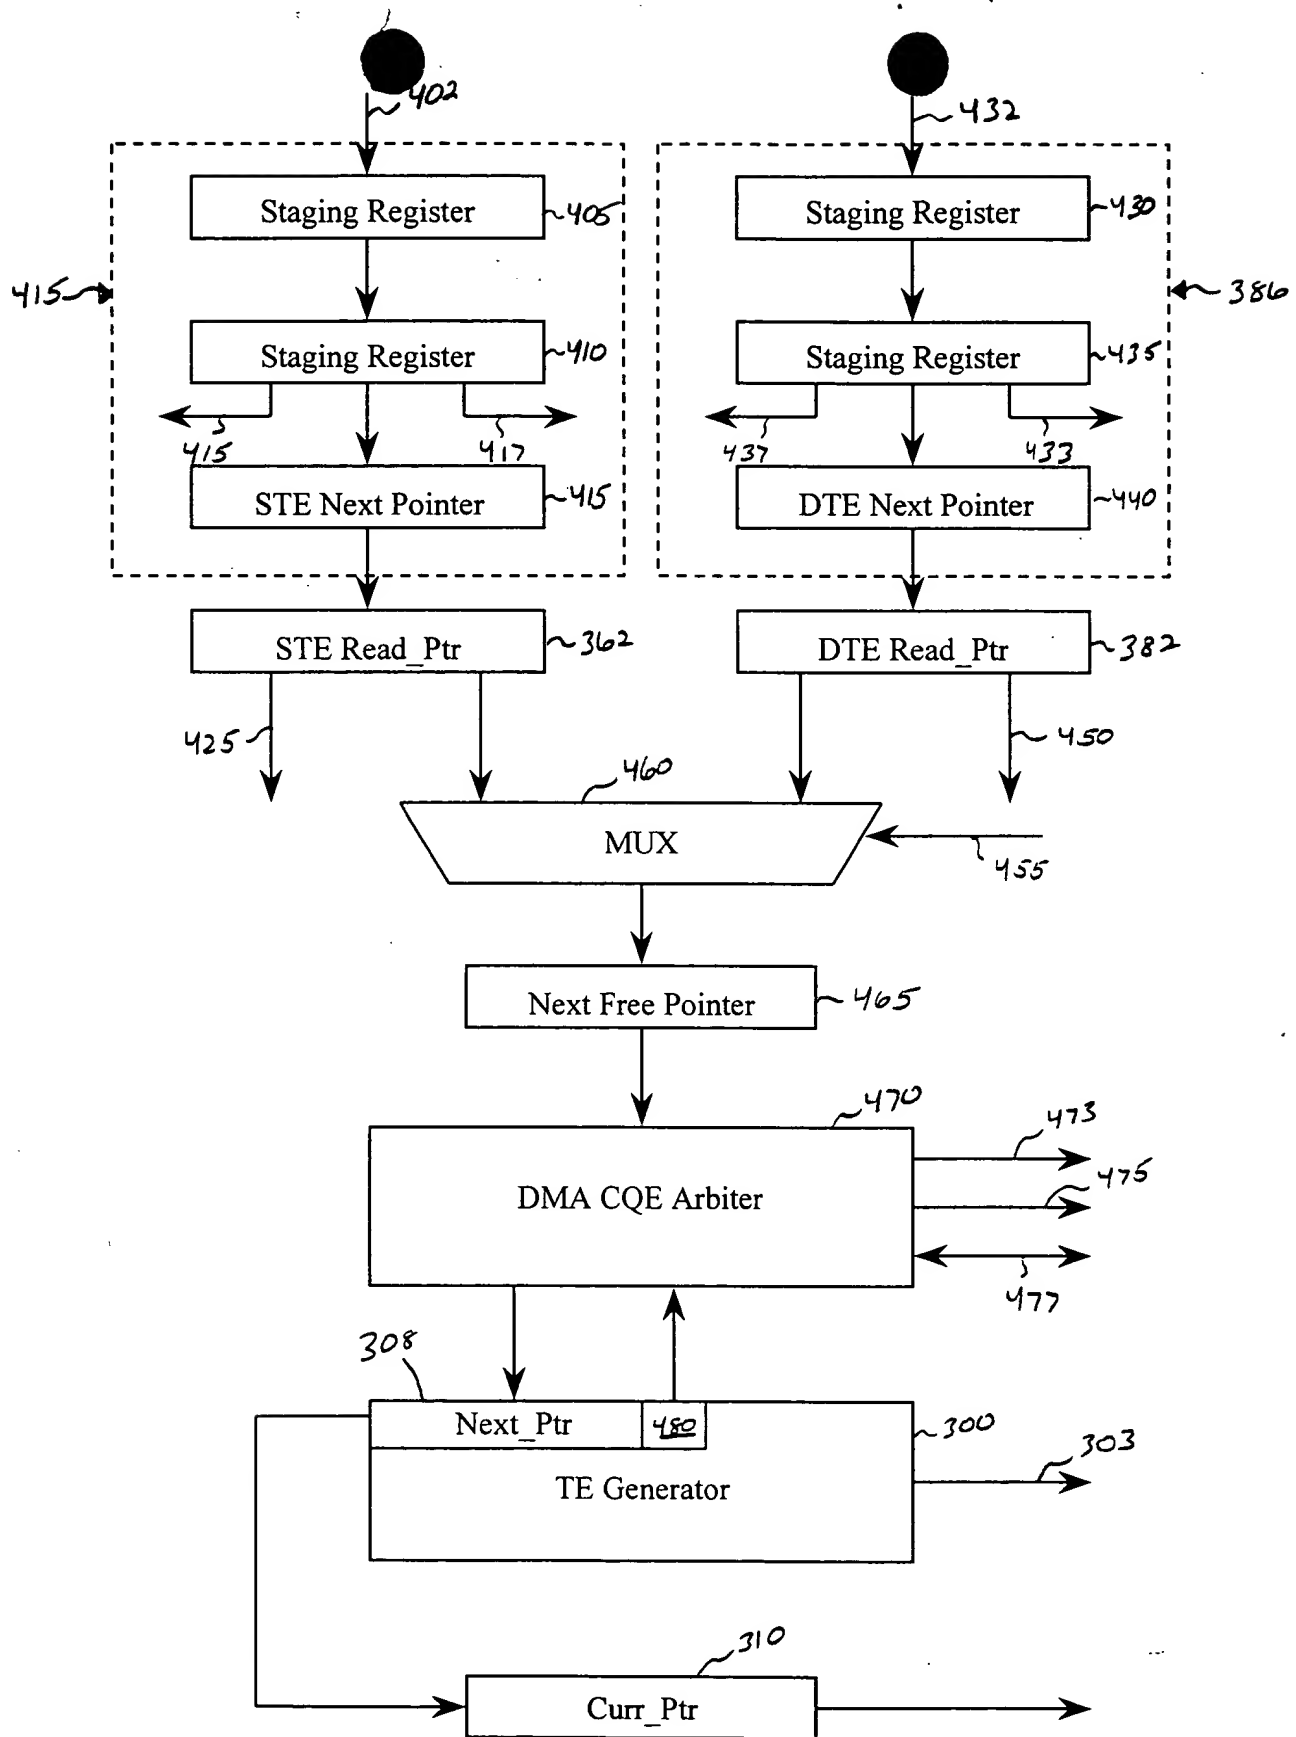 402
432
Staging Register
405
Staging Register
430
415
386
Staging Register
410
Staging Register
435
415
417
437
433
STE Next Pointer
415
DTE Next Pointer
440
STE Read_Ptr
362
DTE Read_Ptr
382
425
450
460
MUX
455
Next Free Pointer
465
470
473
DMA CQE Arbiter
475
477
308
Next_Ptr
480
300
303
TE Generator
310
Curr_Ptr